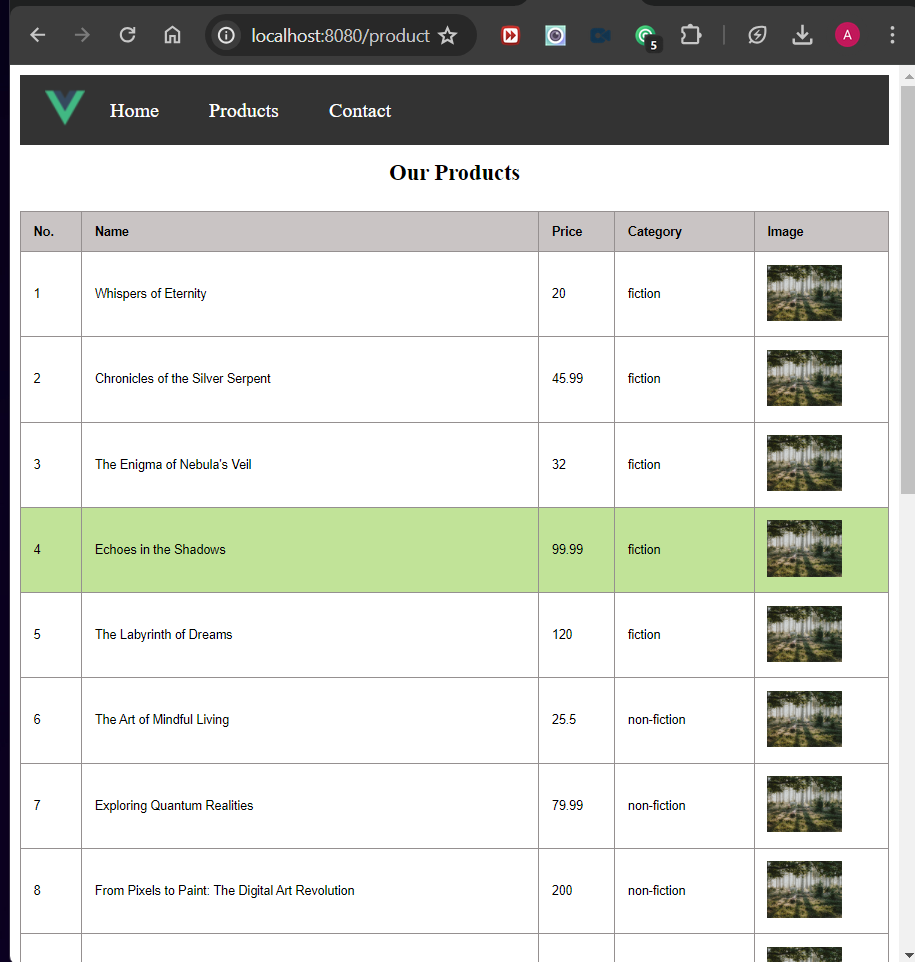 localhost:8080/product
5
A
Home Products Contact
Our Products
No. Name Price Category Image
1 Whispers of Eternity 20 fiction
2 Chronicles of the Silver Serpent 45.99 fiction
3 The Enigma of Nebula's Veil 32 fiction
4 Echoes in the Shadows 99.99 fiction
5 The Labyrinth of Dreams 120 fiction
6 The Art of Mindful Living 25.5 non-fiction
7 Exploring Quantum Realities 79.99 non-fiction
8 From Pixels to Paint: The Digital Art Revolution 200 non-fiction